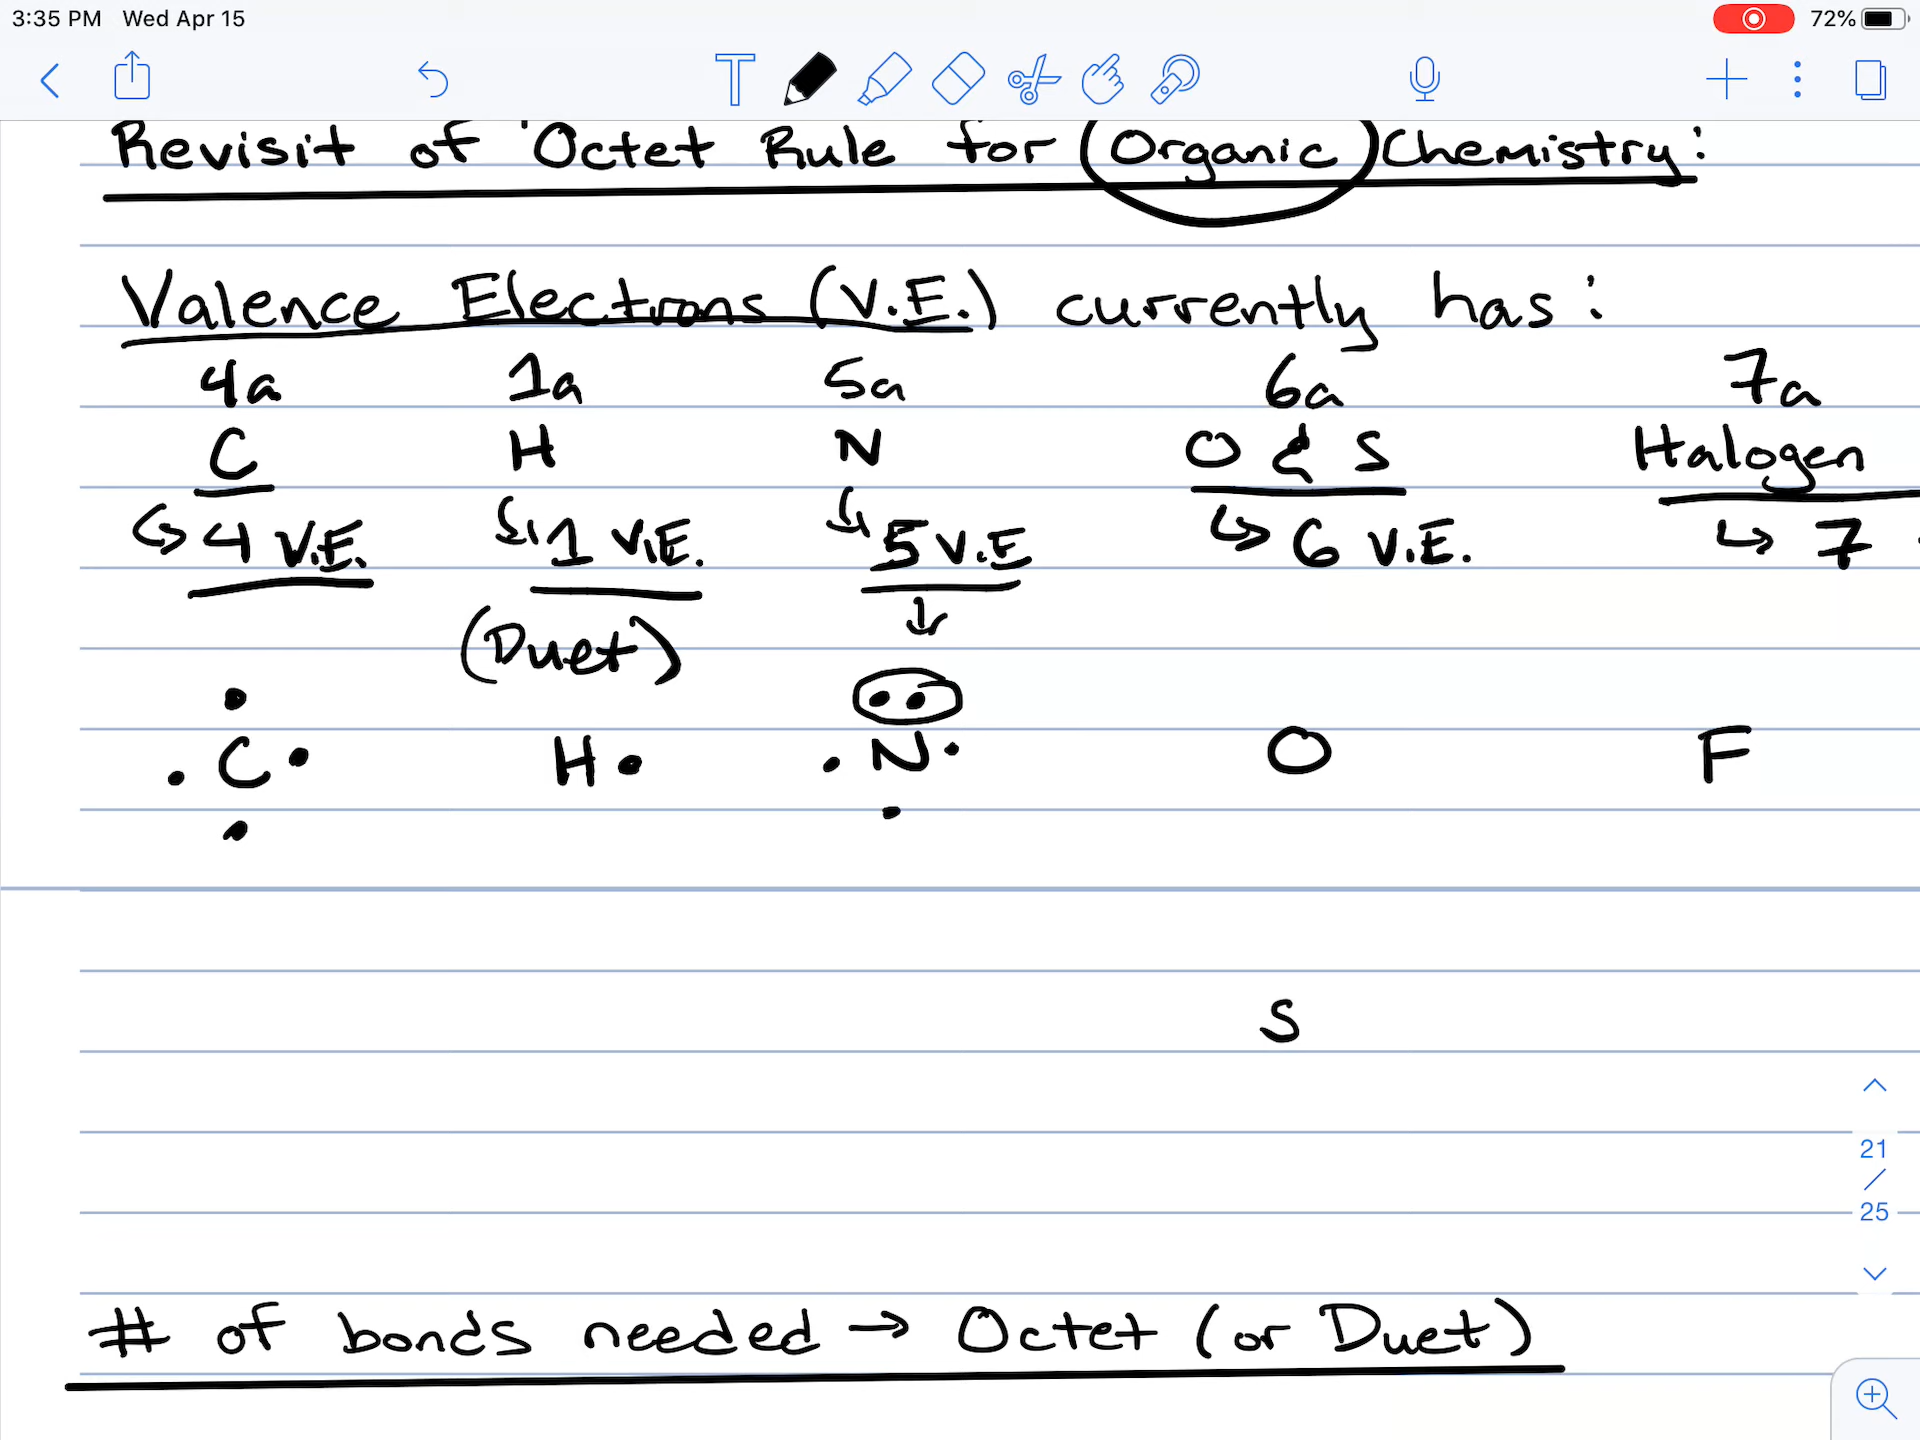 3:35 PM Wed Apr 15 72%
T
Revisit of Octet Rule for (Organic) Chemistry:
Valence Electrons (V.E.) currently has:
4a 1a 5a 6a 7a
C H N O & S Halogen
↳ 4 V.E. ↳ 1 V.E. ↳ 5 V.E ↳ 6 V.E. ↳ 7
(Duet) ↓
C H N O F
S
21
/
25
# of bonds needed → Octet (or Duet)